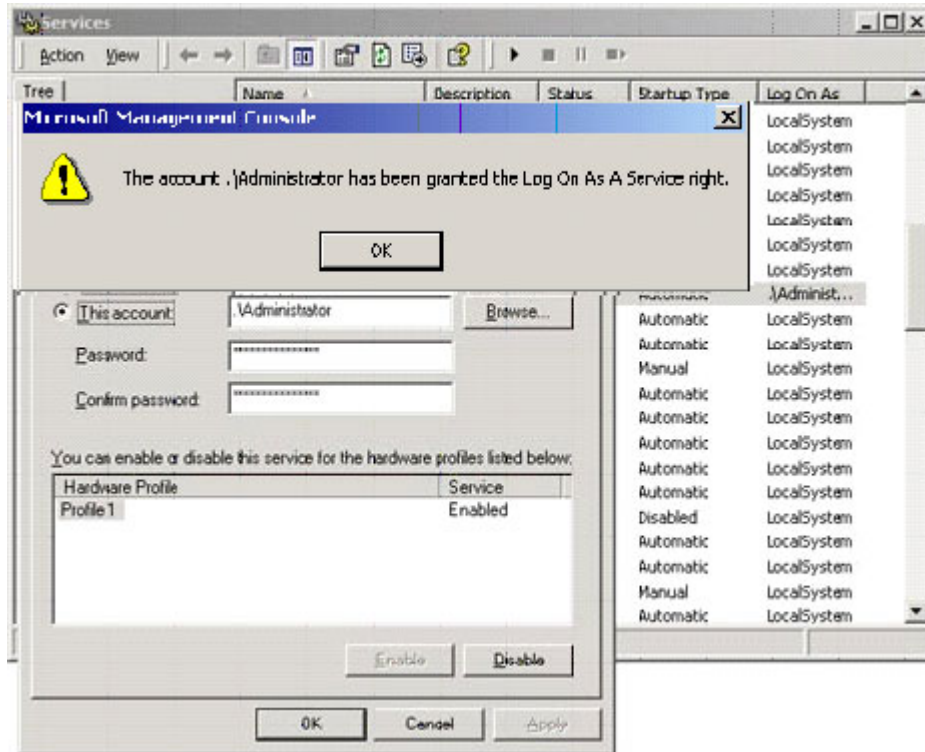 Services
Action View
Tree Name Description Status Startup Type Log On As
Microsoft Management Console
LocalSystem
LocalSystem
The account .\Administrator has been granted the Log On As A Service right.
LocalSystem
LocalSystem
LocalSystem
OK
LocalSystem
LocalSystem
Automatic .\Administ...
This account: .\Administrator Browse...
Automatic LocalSystem
Automatic LocalSystem
Password: ***************
Manual LocalSystem
Automatic LocalSystem
Confirm password: ***************
Automatic LocalSystem
Automatic LocalSystem
You can enable or disable this service for the hardware profiles listed below:
Automatic LocalSystem
Hardware Profile Service
Automatic LocalSystem
Profile 1 Enabled
Disabled LocalSystem
Automatic LocalSystem
Automatic LocalSystem
Manual LocalSystem
Automatic LocalSystem
Enable Disable
OK Cancel Apply